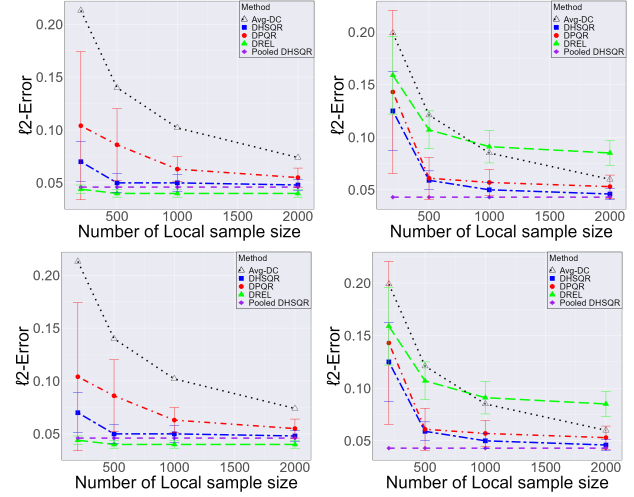 Method
Avg-DC
DHSQR
DPQR
DREL
Pooled DHSQR
0.20
0.15
0.10
0.05
ℓ2-Error
500 1000 1500 2000
Number of Local sample size
Method
Avg-DC
DHSQR
DPQR
DREL
Pooled DHSQR
0.20
0.15
0.10
0.05
ℓ2-Error
500 1000 1500 2000
Number of Local sample size
Method
Avg-DC
DHSQR
DPQR
DREL
Pooled DHSQR
0.20
0.15
0.10
0.05
ℓ2-Error
500 1000 1500 2000
Number of Local sample size
Method
Avg-DC
DHSQR
DPQR
DREL
Pooled DHSQR
0.20
0.15
0.10
0.05
ℓ2-Error
500 1000 1500 2000
Number of Local sample size